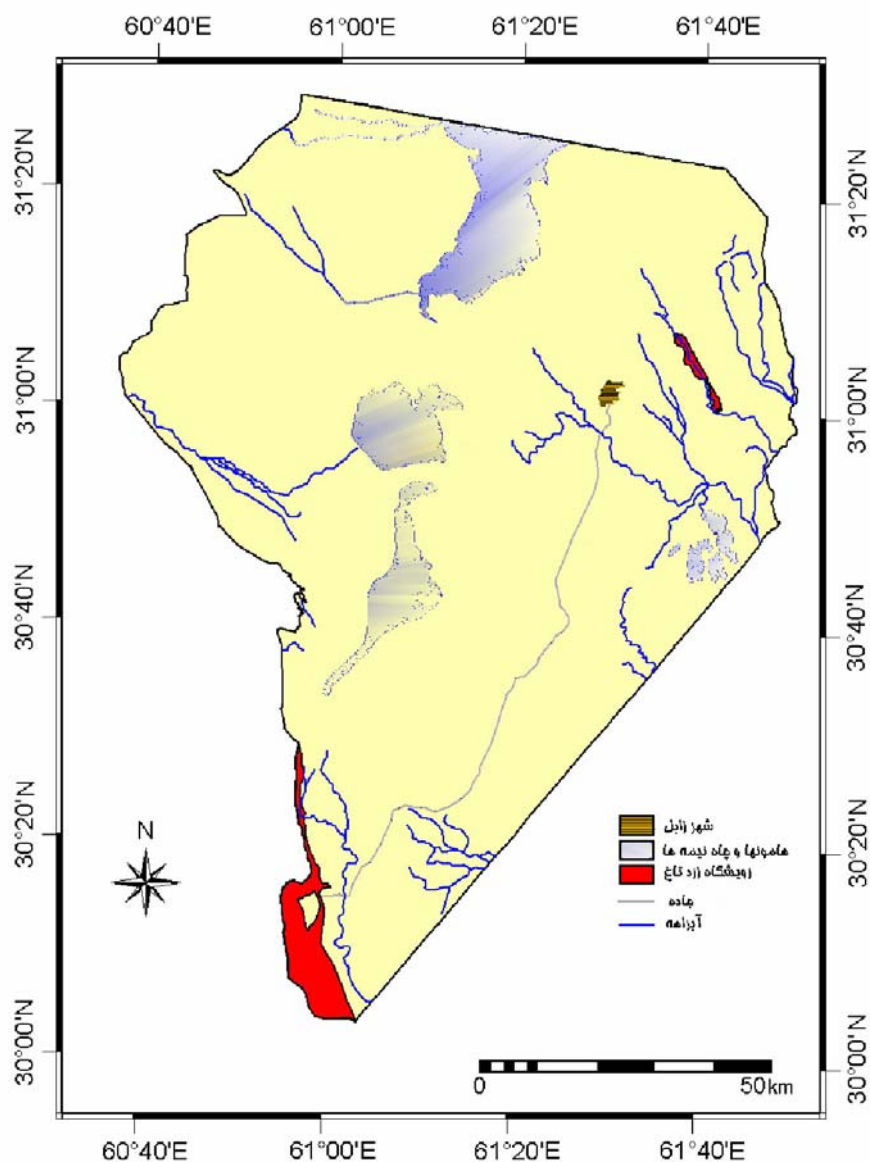 60°40'E 61°00'E 61°20'E 61°40'E
31°20'N
31°20'N
31°00'N
31°00'N
30°40'N
30°40'N
شهر زابل
هامونها و چاه نیمه ها
رویشگاه زرد تاغ
جاده
آبراهه
N
30°20'N
30°20'N
30°00'N
30°00'N
0 50km
60°40'E 61°00'E 61°20'E 61°40'E